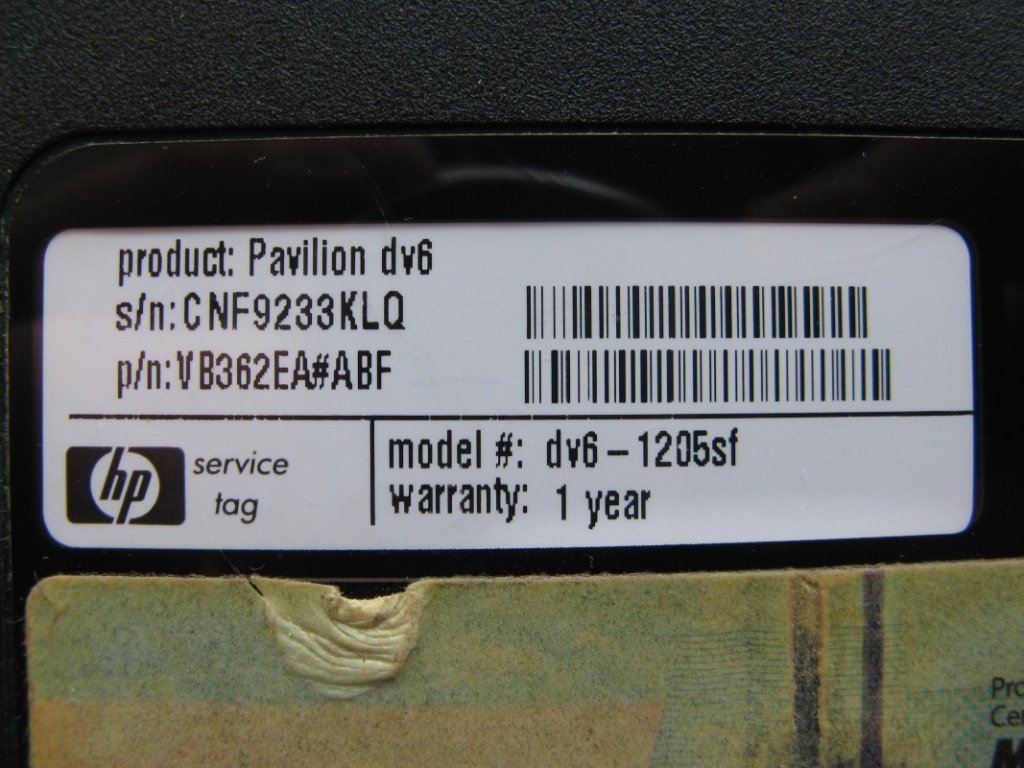 product: Pavilion dv6
s/n:CNF9233KLQ
p/n:VB362EA#ABF
hp service
tag
model #: dv6-1205sf
warranty: 1 year